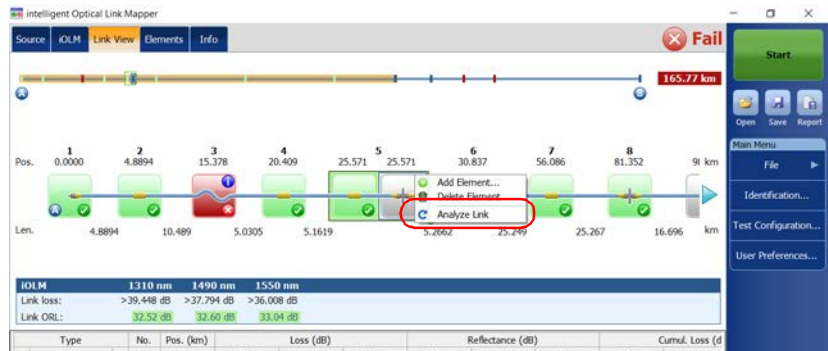 intelligent Optical Link Mapper
Source iOLM Link View Elements Info
Fail
Start
165.77 km
A B
Open Save Report
Main Menu
File
Identification...
Test Configuration...
User Preferences...
1 2 3 4 5 6 7 8
Pos. 0.0000 4.8894 15.378 20.409 25.571 25.571 30.837 56.086 81.352 km
Add Element...
Delete Element
Analyze Link
A
Len. 4.8894 10.489 5.0305 5.1619 5.2662 25.249 25.267 16.696 km
iOLM 1310 nm 1490 nm 1550 nm
Link loss: >39.448 dB >37.794 dB >36.008 dB
Link ORL: 32.52 dB 32.60 dB 33.04 dB
Type No. Pos. (km) Loss (dB) Reflectance (dB) Cumul. Loss (d